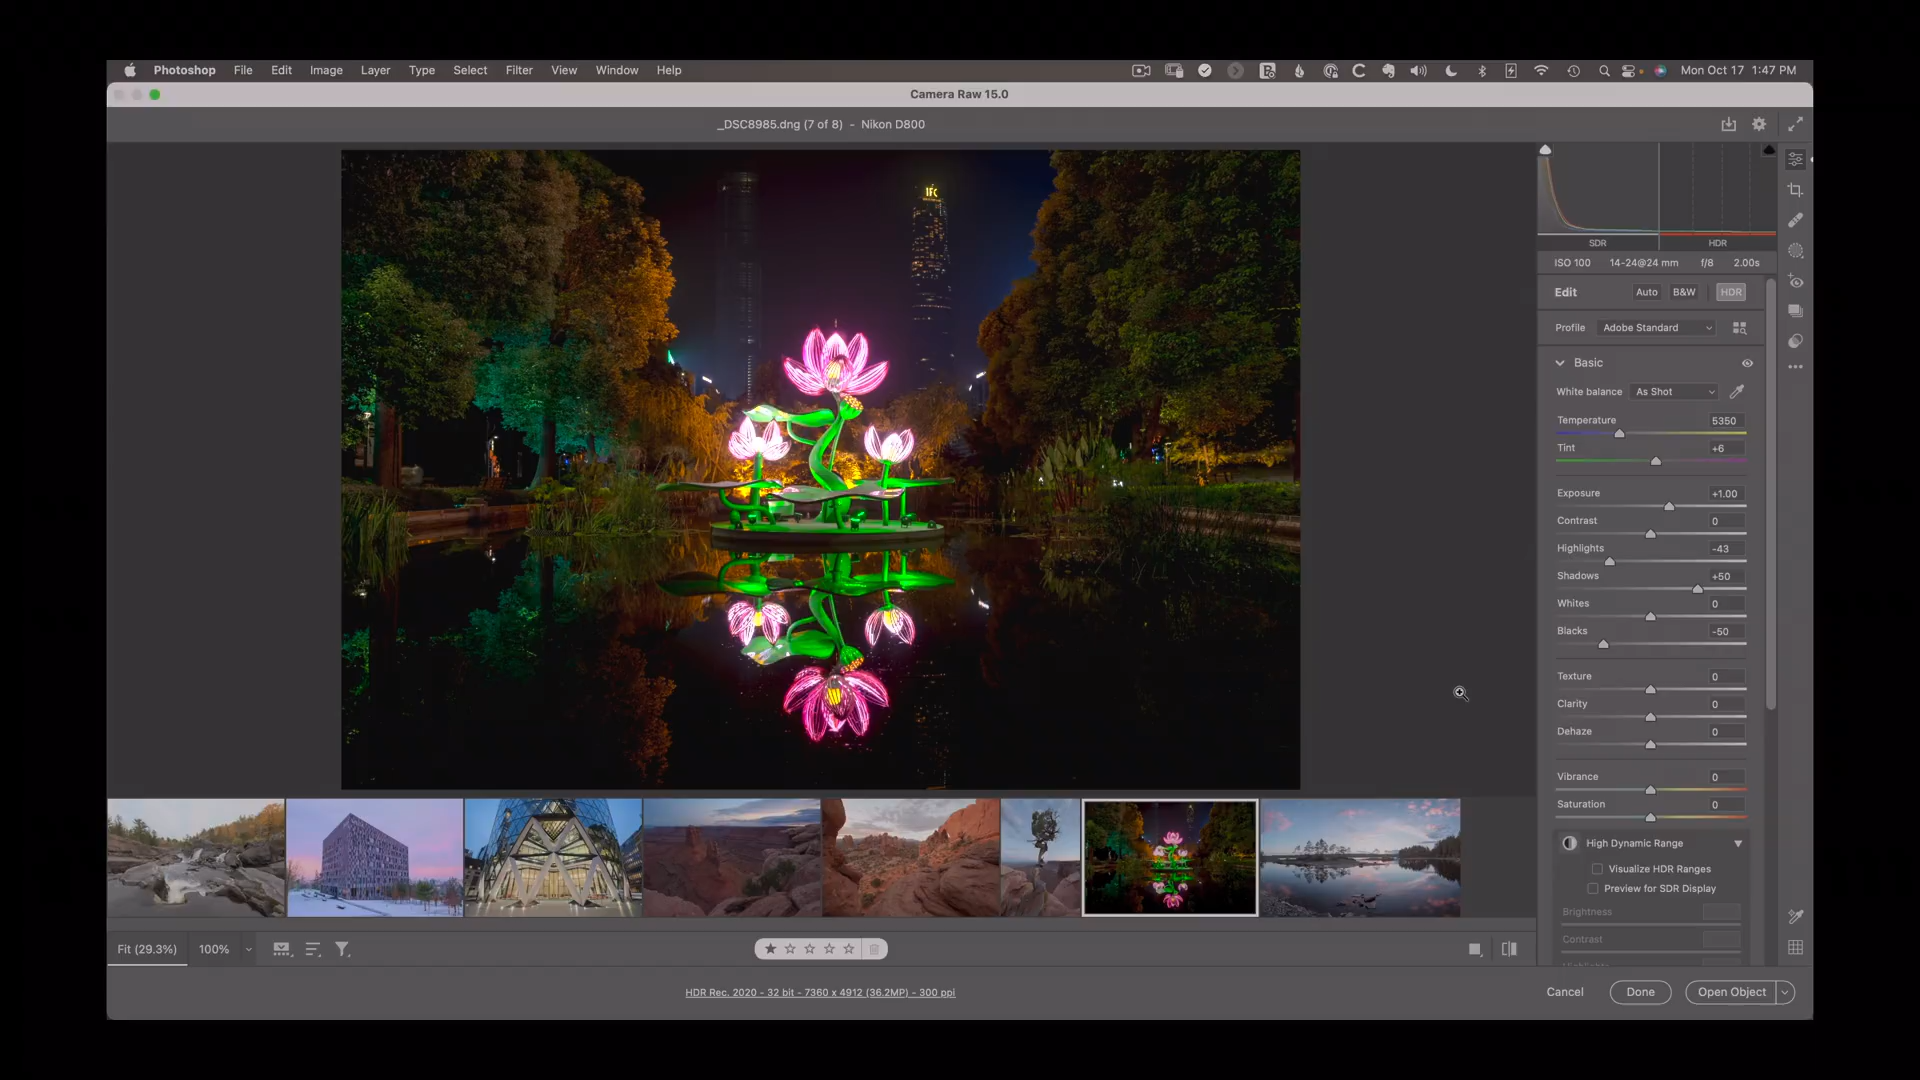 Photoshop File Edit Image Layer Type Select Filter View Window Help Mon Oct 17 1:47 PM
Camera Raw 15.0
_DSC8985.dng (7 of 8) - Nikon D800
IFC
SDR HDR
ISO 100 14-24@24 mm f/8 2.00s
Edit Auto B&W HDR
Profile Adobe Standard
Basic
White balance As Shot
Temperature 5350
Tint +6
Exposure +1.00
Contrast 0
Highlights -43
Shadows +50
Whites 0
Blacks -50
Texture 0
Clarity 0
Dehaze 0
Vibrance 0
Saturation 0
High Dynamic Range
Visualize HDR Ranges
Preview for SDR Display
Brightness
Contrast
Fit (29.3%) 100%
HDR Rec. 2020 - 32 bit - 7360 x 4912 (36.2MP) - 300 ppi
Cancel Done Open Object